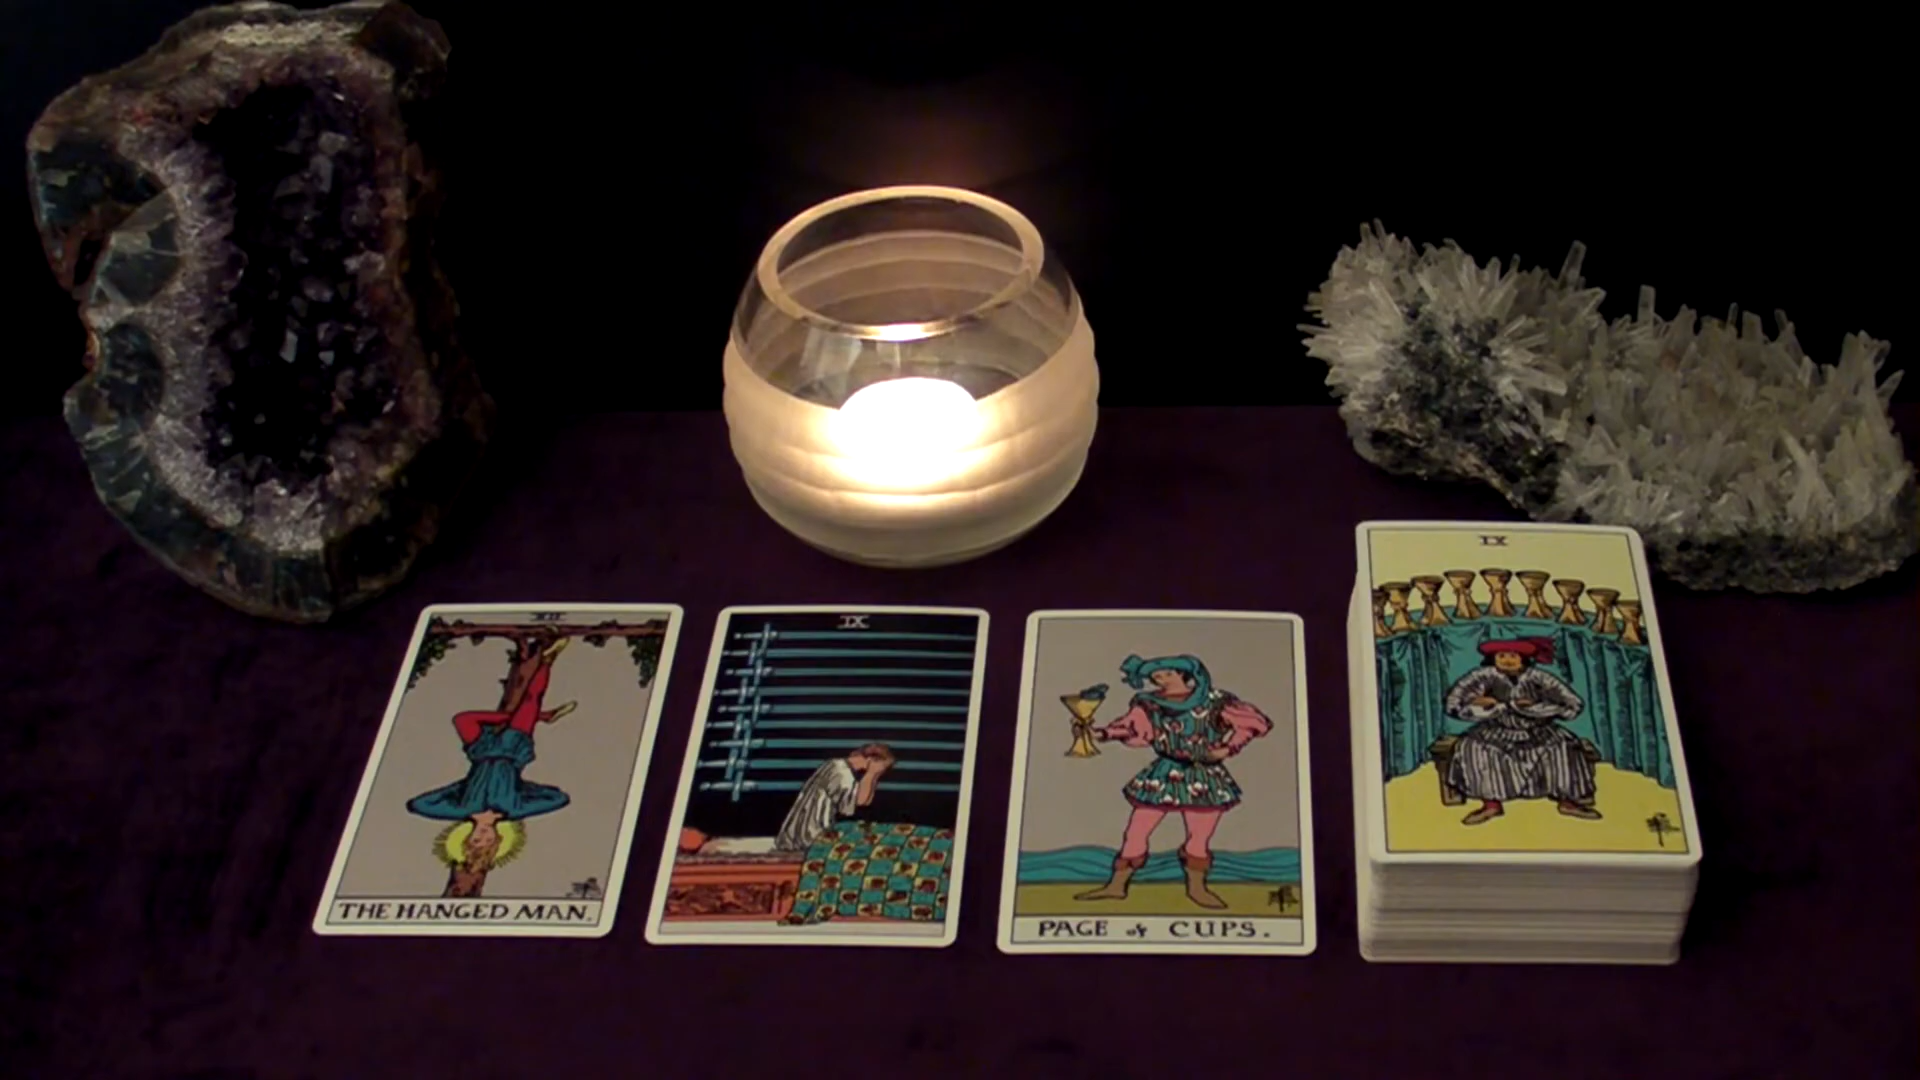 XII
THE HANGED MAN.
IX
PAGE of CUPS.
IX